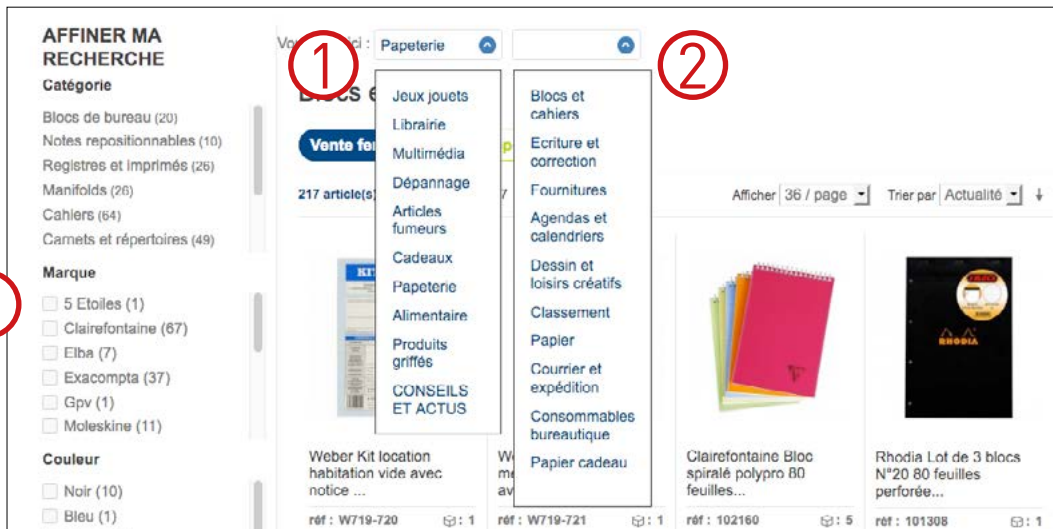 AFFINER MA
RECHERCHE
Catégorie
Blocs de bureau (20)
Notes repositionnables (10)
Registres et imprimés (26)
Manifolds (26)
Cahiers (64)
Carnets et répertoires (49)
Marque
5 Etoiles (1)
Clairefontaine (67)
Elba (7)
Exacompta (37)
Gpv (1)
Moleskine (11)
Couleur
Noir (10)
Bleu (1)
ici : Papeterie
1
2
Blocs
Vente
217 article(s)
Afficher 36 / page
Trier par Actualité
Jeux jouets
Librairie
Multimédia
Dépannage
Articles
fumeurs
Cadeaux
Papeterie
Alimentaire
Produits
griffés
CONSEILS
ET ACTUS
Blocs et
cahiers
Ecriture et
correction
Fournitures
Agendas et
calendriers
Dessin et
loisirs créatifs
Classement
Papier
Courrier et
expédition
Consommables
bureautique
Papier cadeau
RHODIA
Weber Kit location
habitation vide avec
notice ...
réf : W719-720 : 1
réf : W719-721 : 1
Clairefontaine Bloc
spiralé polypro 80
feuilles...
réf : 102160 : 5
Rhodia Lot de 3 blocs
N°20 80 feuilles
perforée...
réf : 101308 : 1